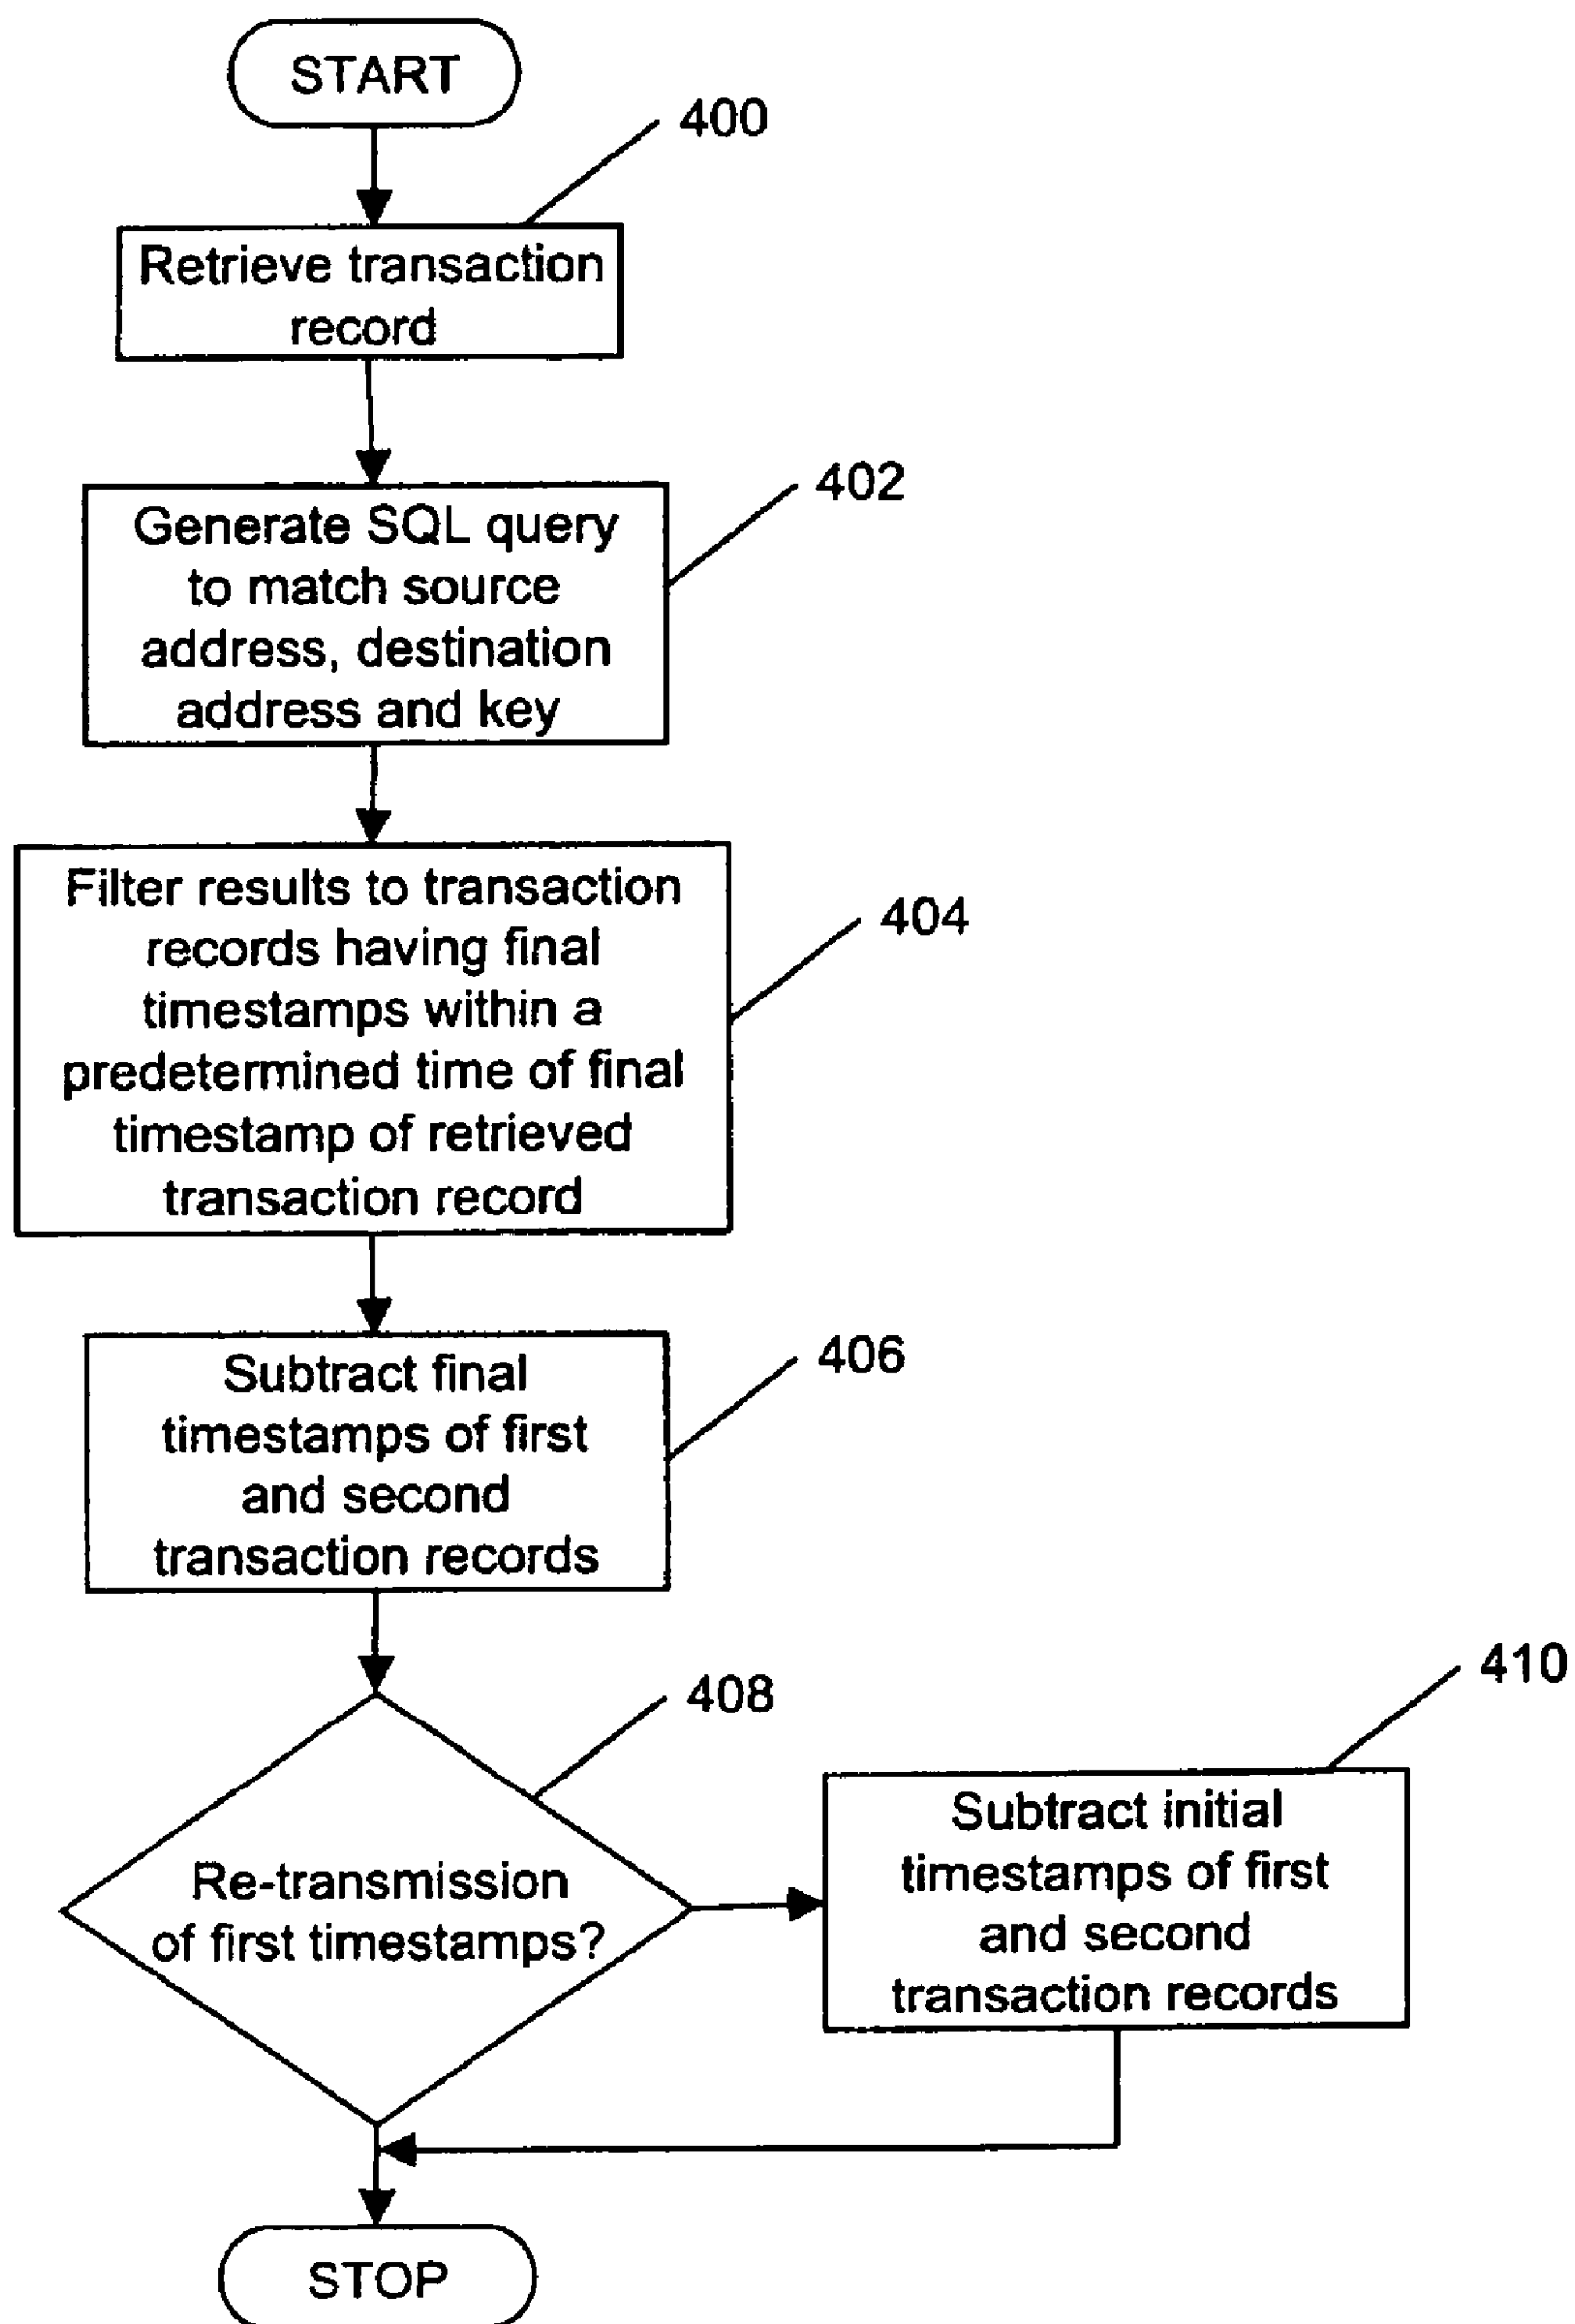 START
400
Retrieve transaction
record
402
Generate SQL query
to match source
address, destination
address and key
404
Filter results to transaction
records having final
timestamps within a
predetermined time of final
timestamp of retrieved
transaction record
406
Subtract final
timestamps of first
and second
transaction records
408
Re-transmission
of first timestamps?
410
Subtract initial
timestamps of first
and second
transaction records
STOP